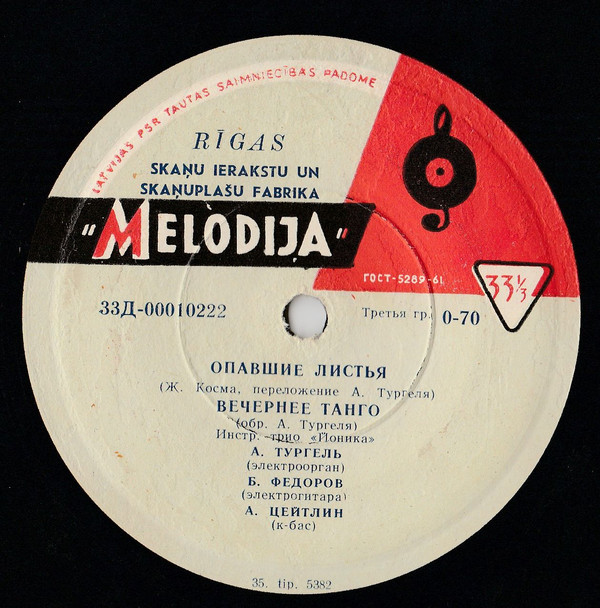 LATVIJAS PSR TAUTAS SAIMNIECĪBAS PADOME
RĪGAS
SKAŅU IERAKSTU UN
SKAŅUPLAŠU FABRIKA
"MELODIJA"
ГОСТ-5289-61
33⅓
33Д-00010222
Третья гр. 0-70
ОПАВШИЕ ЛИСТЬЯ
(Ж. Косма, переложение А. Тургеля)
ВЕЧЕРНЕЕ ТАНГО
(обр. А. Тургеля)
Инстр. трио «Йоника»
А. ТУРГЕЛЬ
(электроорган)
Б. ФЕДОРОВ
(электрогитара)
А. ЦЕЙТЛИН
(к-бас)
35. tip. 5382